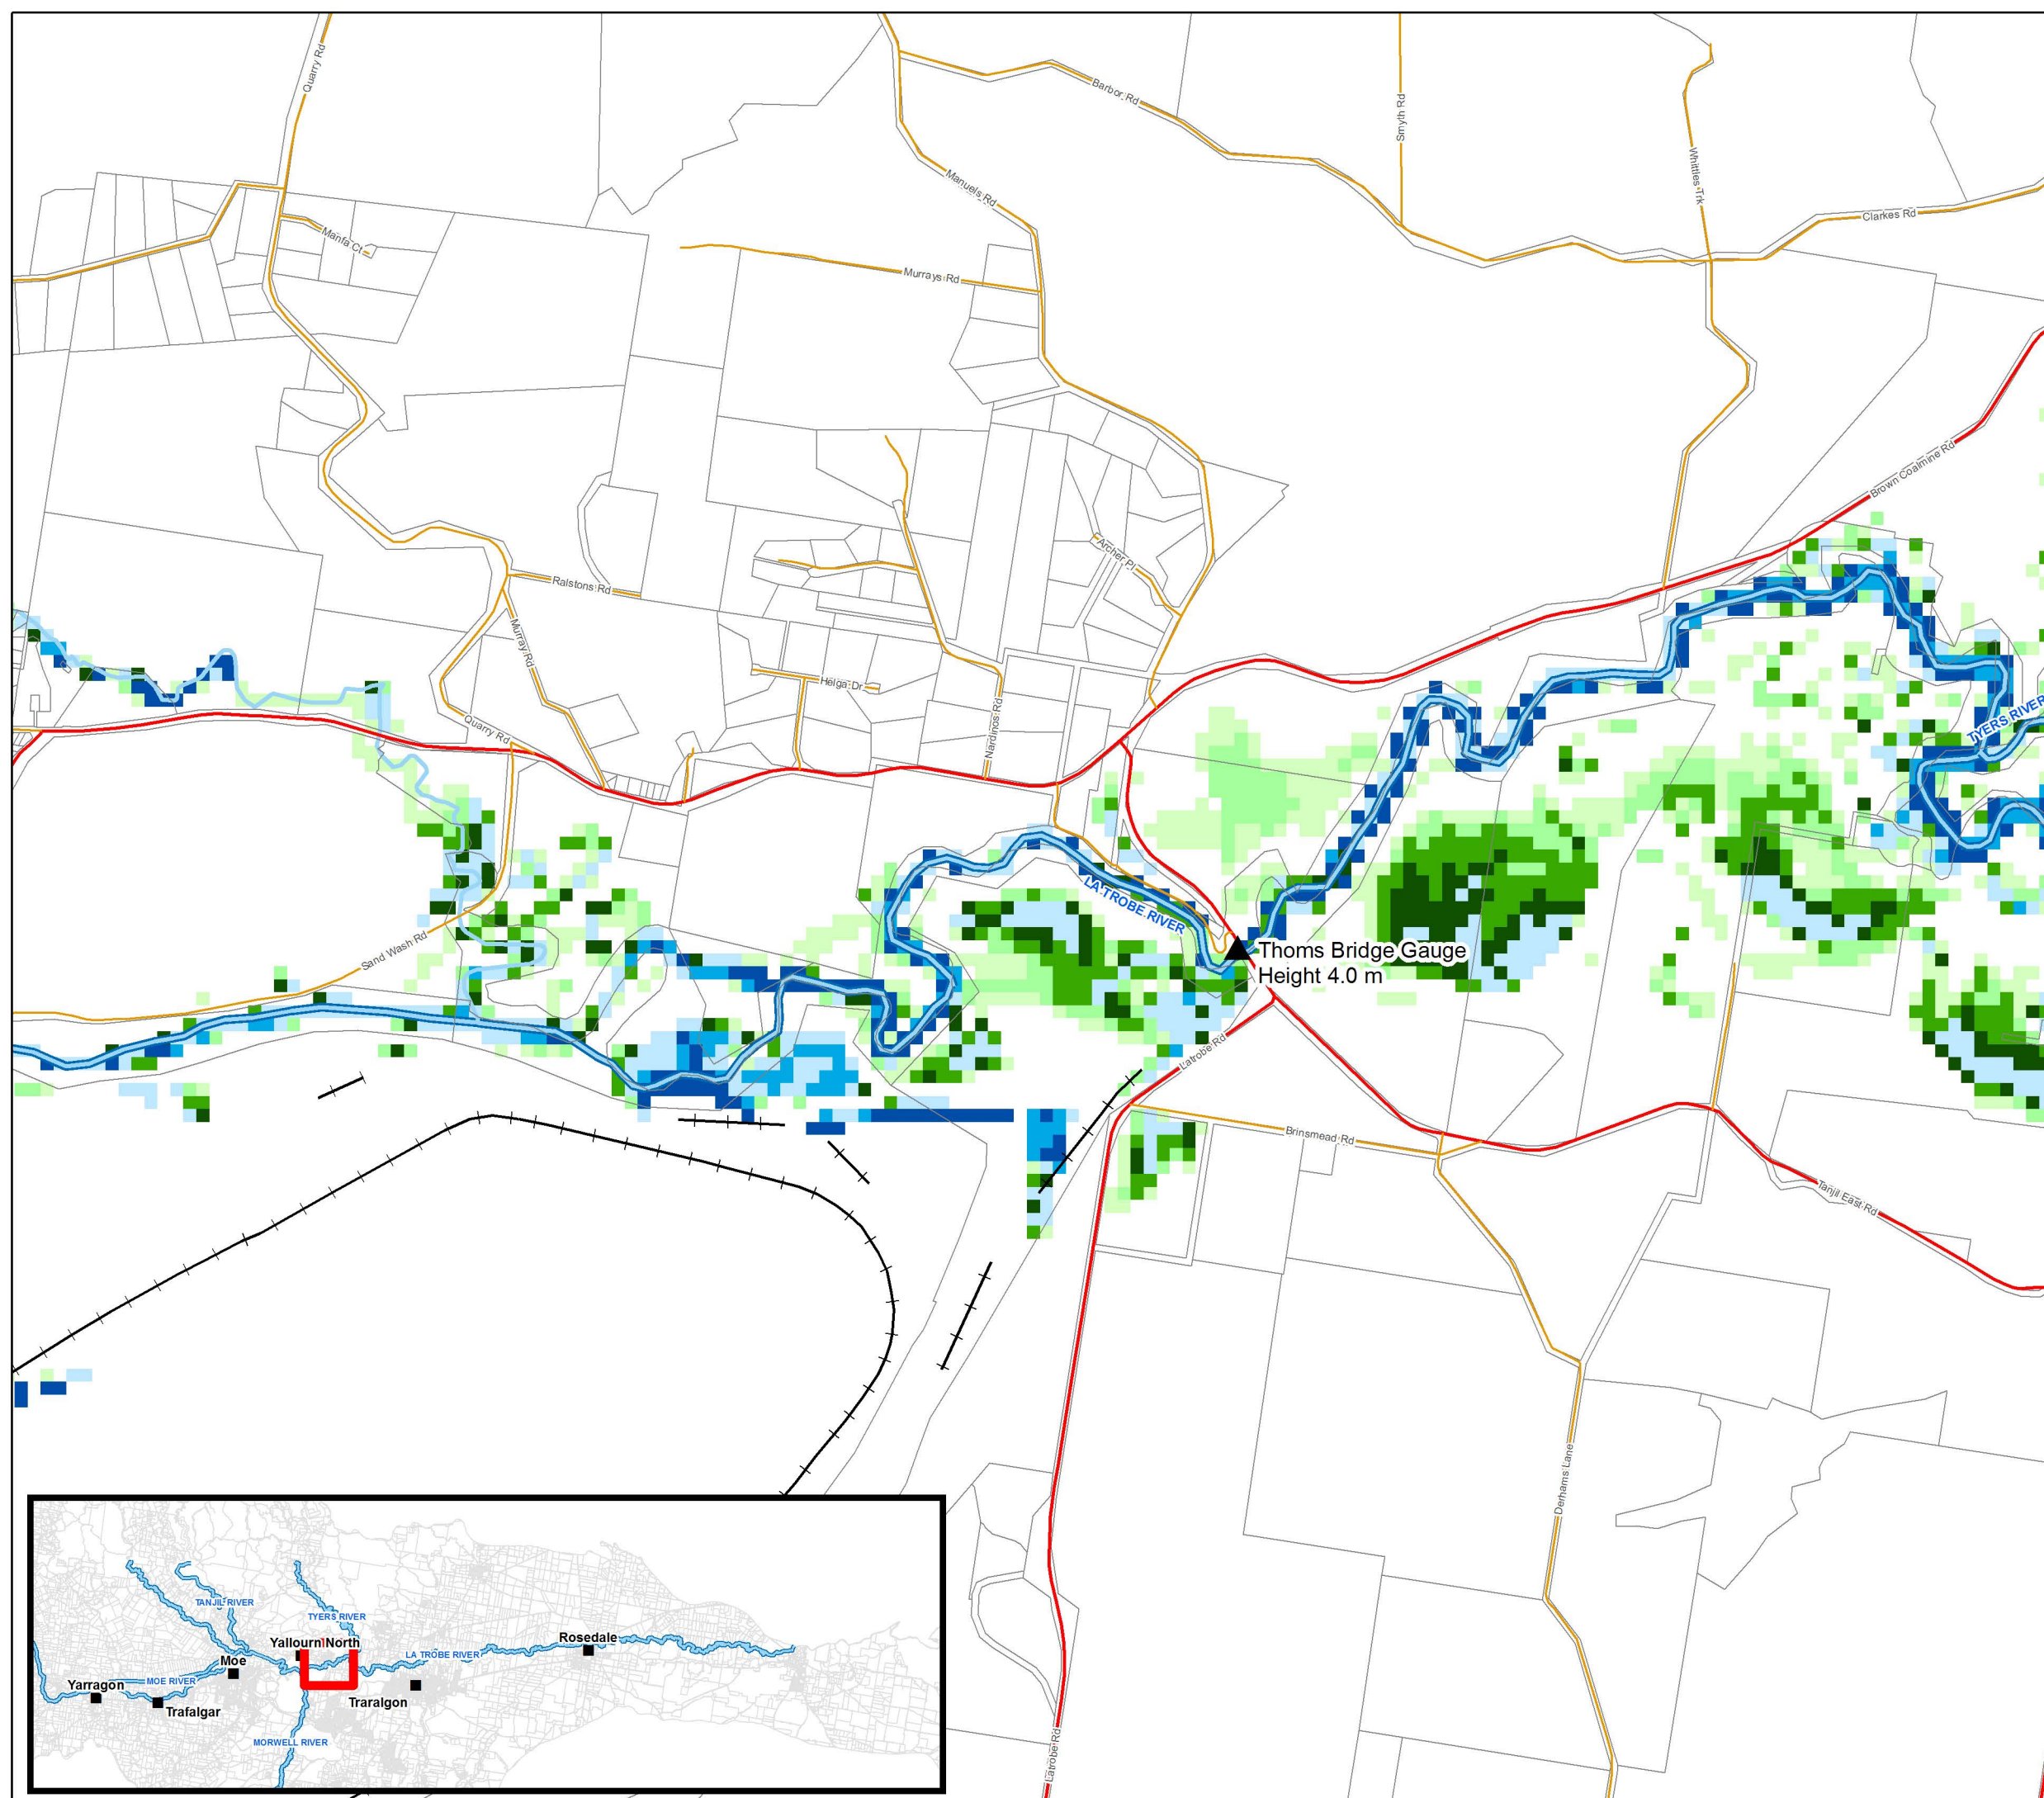 Quarry Rd
Barbor Rd
Smyth Rd
Whittles Trk
Manuels Rd
Clarkes Rd
Manfa Ct
Murrays Rd
Brown Coalmine Rd
Archer Pl
Ralstons Rd
Murray Rd
Helga Dr
Nardinos Rd
Quarry Rd
TYERS RIVER
LA TROBE RIVER
Sand Wash Rd
Thoms Bridge Gauge
Height 4.0 m
Latrobe Rd
Brinsmead Rd
Tanjil East Rd
Derhams Lane
Latrobe Rd
TANJIL RIVER
TYERS RIVER
Yallourn North
Rosedale
LA TROBE RIVER
Moe
MOE RIVER
Yarragon
Trafalgar
Traralgon
MORWELL RIVER